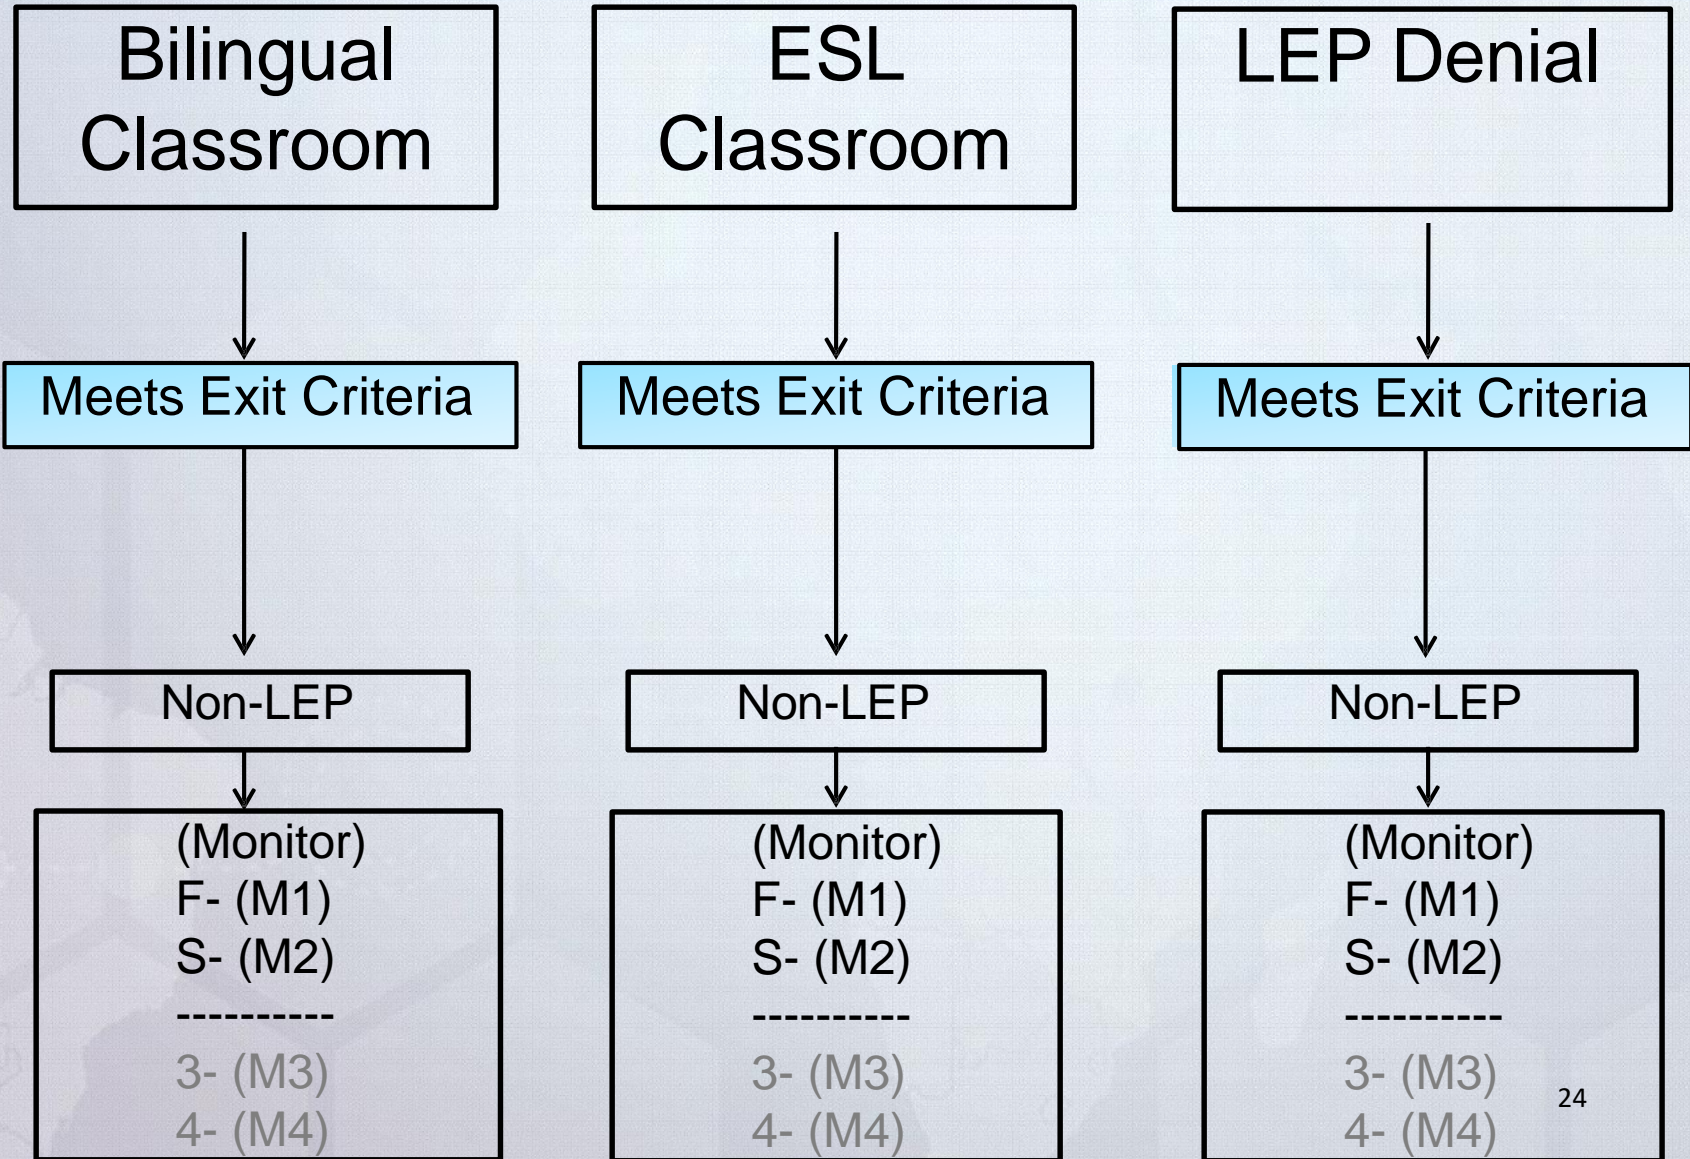 Bilingual
Classroom
Meets Exit Criteria
Non-LEP
(Monitor)
F- (M1)
S- (M2)
----------
3- (M3)
4- (M4)
ESL
Classroom
Meets Exit Criteria
Non-LEP
(Monitor)
F- (M1)
S- (M2)
----------
3- (M3)
4- (M4)
LEP Denial
Meets Exit Criteria
Non-LEP
(Monitor)
F- (M1)
S- (M2)
----------
3- (M3)
4- (M4)
24